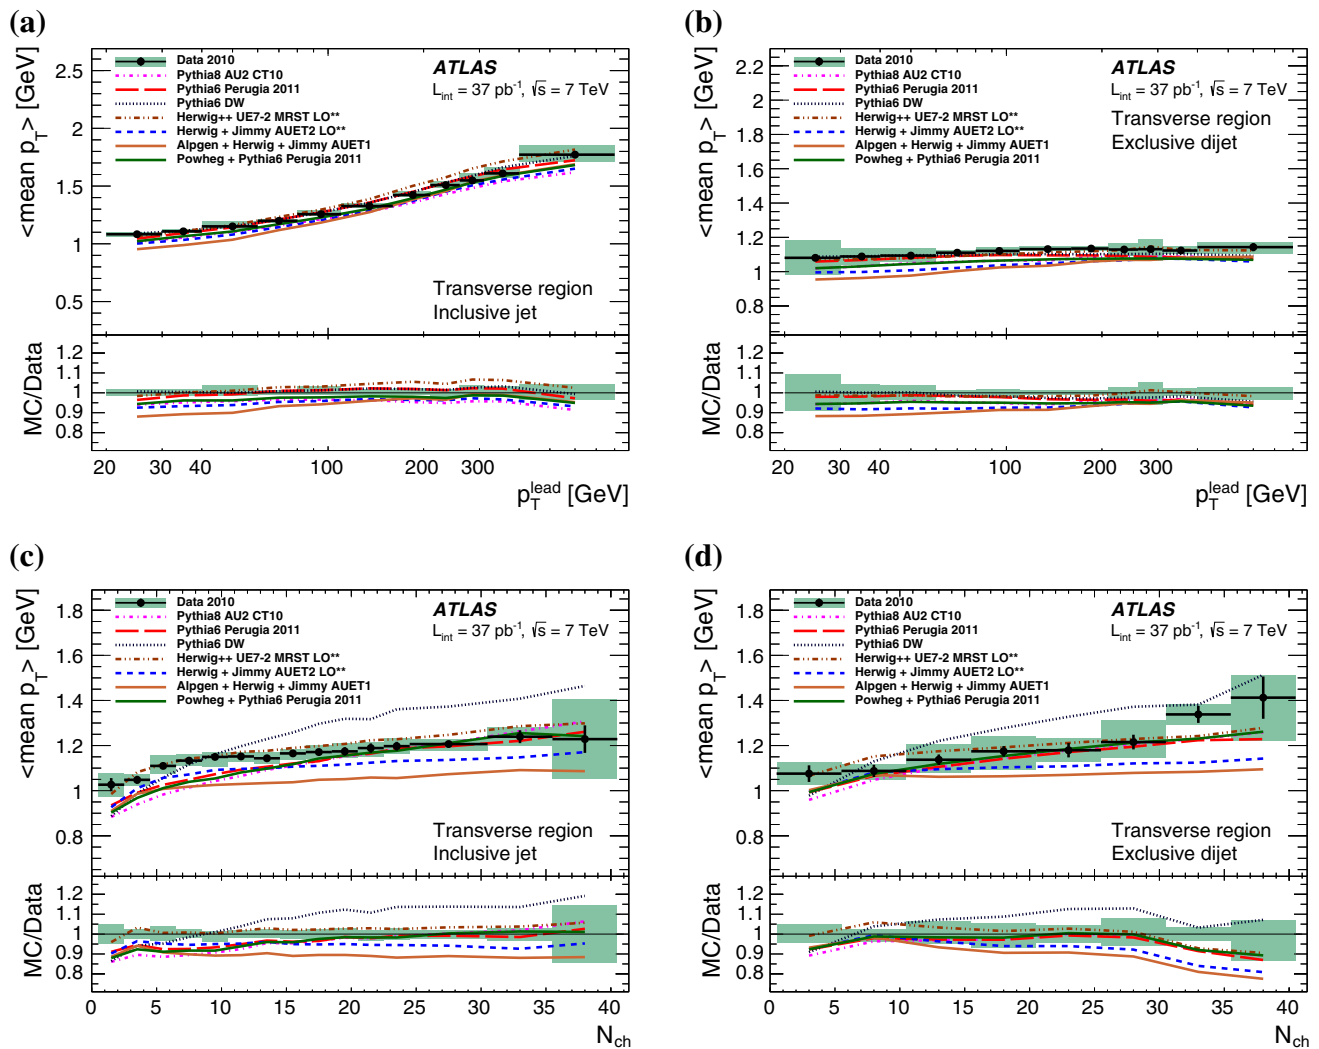 (a)
<mean pT> [GeV]
2.5
2
1.5
1
0.5
Data 2010
Pythia8 AU2 CT10
Pythia6 Perugia 2011
Pythia6 DW
Herwig++ UE7-2 MRST LO**
Herwig + Jimmy AUET2 LO**
Alpgen + Herwig + Jimmy AUET1
Powheg + Pythia6 Perugia 2011
ATLAS
Lint = 37 pb-1, √s = 7 TeV
Transverse region
Inclusive jet
MC/Data
1.2
1.1
1
0.9
0.8
20 30 40 100 200 300
pTlead [GeV]
(b)
<mean pT> [GeV]
2.2
2
1.8
1.6
1.4
1.2
1
0.8
Data 2010
Pythia8 AU2 CT10
Pythia6 Perugia 2011
Pythia6 DW
Herwig++ UE7-2 MRST LO**
Herwig + Jimmy AUET2 LO**
Alpgen + Herwig + Jimmy AUET1
Powheg + Pythia6 Perugia 2011
ATLAS
Lint = 37 pb-1, √s = 7 TeV
Transverse region
Exclusive dijet
MC/Data
1.2
1.1
1
0.9
0.8
20 30 40 100 200 300
pTlead [GeV]
(c)
<mean pT> [GeV]
1.8
1.6
1.4
1.2
1
0.8
Data 2010
Pythia8 AU2 CT10
Pythia6 Perugia 2011
Pythia6 DW
Herwig++ UE7-2 MRST LO**
Herwig + Jimmy AUET2 LO**
Alpgen + Herwig + Jimmy AUET1
Powheg + Pythia6 Perugia 2011
ATLAS
Lint = 37 pb-1, √s = 7 TeV
Transverse region
Inclusive jet
MC/Data
1.2
1.1
1
0.9
0.8
0 5 10 15 20 25 30 35 40
Nch
(d)
<mean pT> [GeV]
1.8
1.6
1.4
1.2
1
0.8
Data 2010
Pythia8 AU2 CT10
Pythia6 Perugia 2011
Pythia6 DW
Herwig++ UE7-2 MRST LO**
Herwig + Jimmy AUET2 LO**
Alpgen + Herwig + Jimmy AUET1
Powheg + Pythia6 Perugia 2011
ATLAS
Lint = 37 pb-1, √s = 7 TeV
Transverse region
Exclusive dijet
MC/Data
1.2
1.1
1
0.9
0.8
0 5 10 15 20 25 30 35 40
Nch